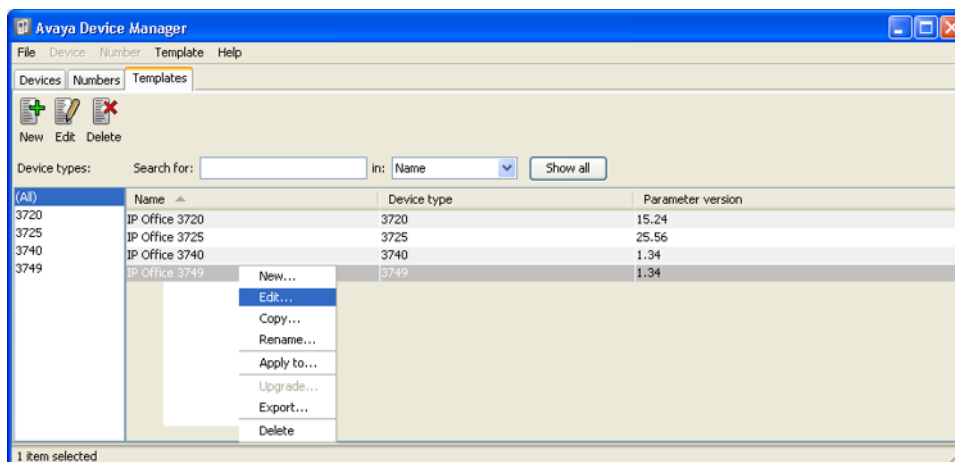 Avaya Device Manager
File Device Number Template Help
Devices Numbers Templates
New Edit Delete
Device types: Search for: in: Name Show all
(All) Name Device type Parameter version
3720 IP Office 3720 3720 15.24
3725 IP Office 3725 3725 25.56
3740 IP Office 3740 3740 1.34
3749 IP Office 3749 3749 1.34
New...
Edit...
Copy...
Rename...
Apply to...
Upgrade...
Export...
Delete
1 item selected